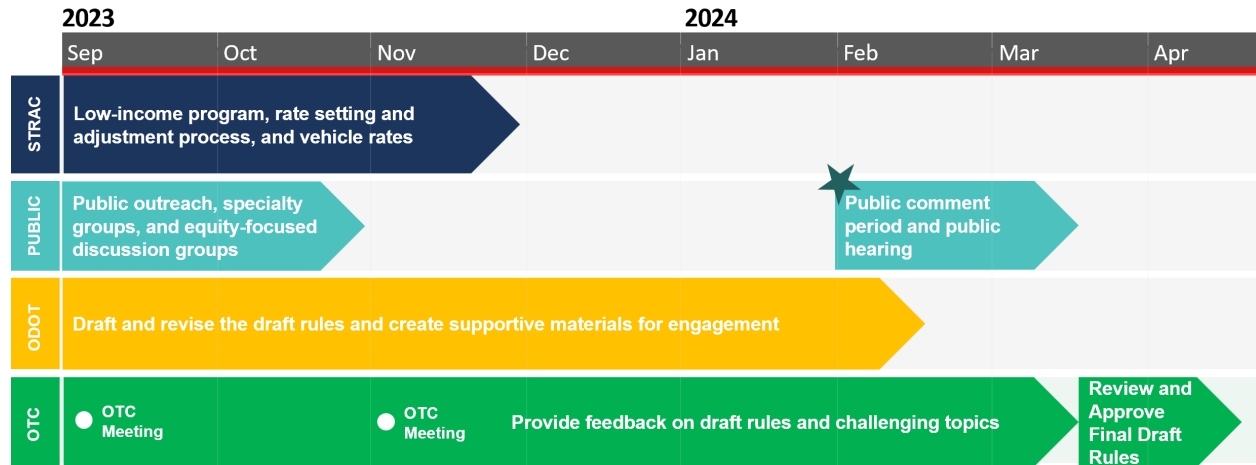 2023
2024
Sep
Oct
Nov
Dec
Jan
Feb
Mar
Apr
STRAC
Low-income program, rate setting and
adjustment process, and vehicle rates
PUBLIC
Public outreach, specialty
groups, and equity-focused
discussion groups
Public comment
period and public
hearing
ODOT
Draft and revise the draft rules and create supportive materials for engagement
OTC
OTC
Meeting
OTC
Meeting
Provide feedback on draft rules and challenging topics
Review and
Approve
Final Draft
Rules